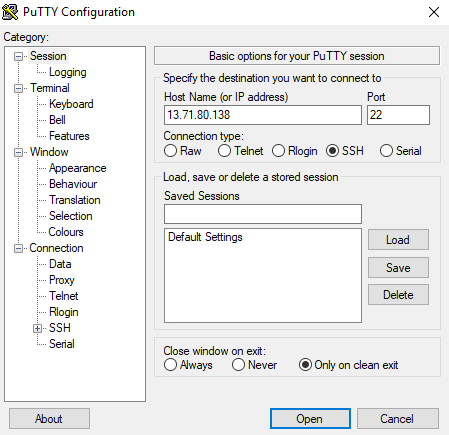 PuTTY Configuration
Category:
Session
Logging
Terminal
Keyboard
Bell
Features
Window
Appearance
Behaviour
Translation
Selection
Colours
Connection
Data
Proxy
Telnet
Rlogin
SSH
Serial
Basic options for your PuTTY session
Specify the destination you want to connect to
Host Name (or IP address) Port
13.71.80.138 22
Connection type:
Raw Telnet Rlogin SSH Serial
Load, save or delete a stored session
Saved Sessions
Default Settings
Load
Save
Delete
Close window on exit:
Always Never Only on clean exit
About Open Cancel